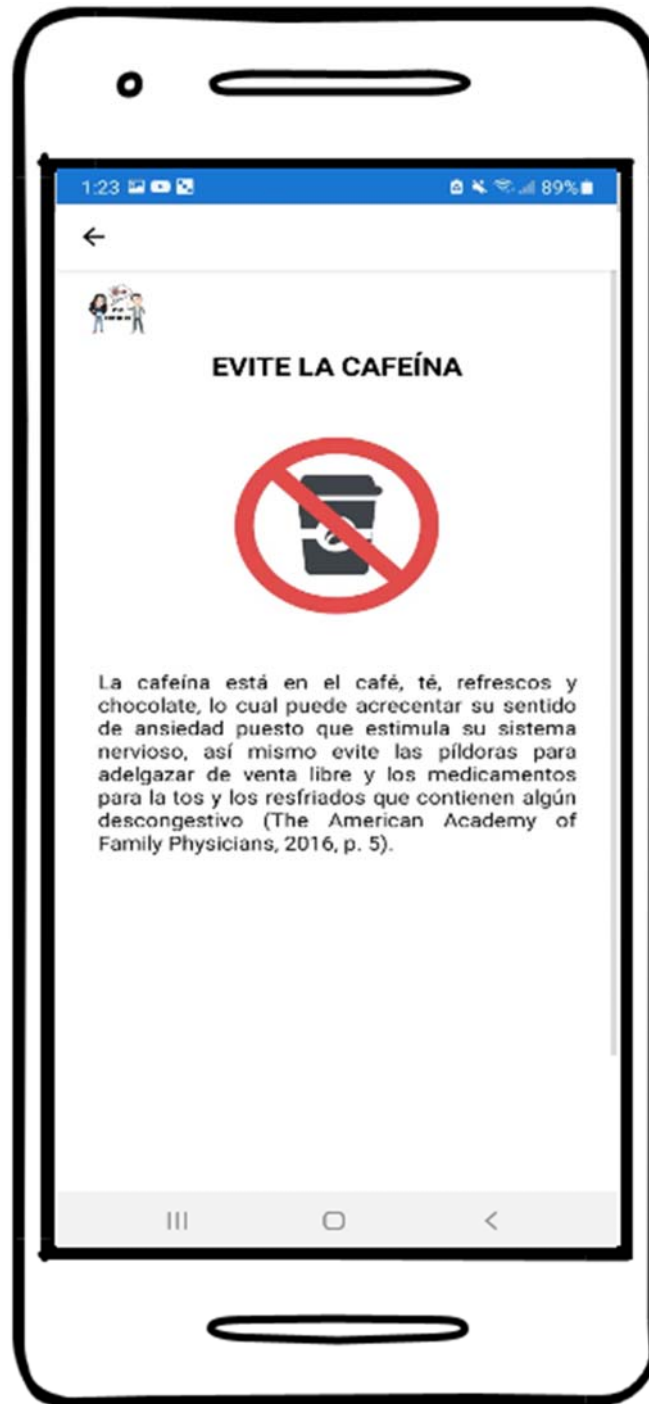 1:23
89%
EVITE LA CAFEÍNA
La cafeína está en el café, té, refrescos y
chocolate, lo cual puede acrecentar su sentido
de ansiedad puesto que estimula su sistema
nervioso, así mismo evite las píldoras para
adelgazar de venta libre y los medicamentos
para la tos y los resfriados que contienen algún
descongestivo (The American Academy of
Family Physicians, 2016, p. 5).